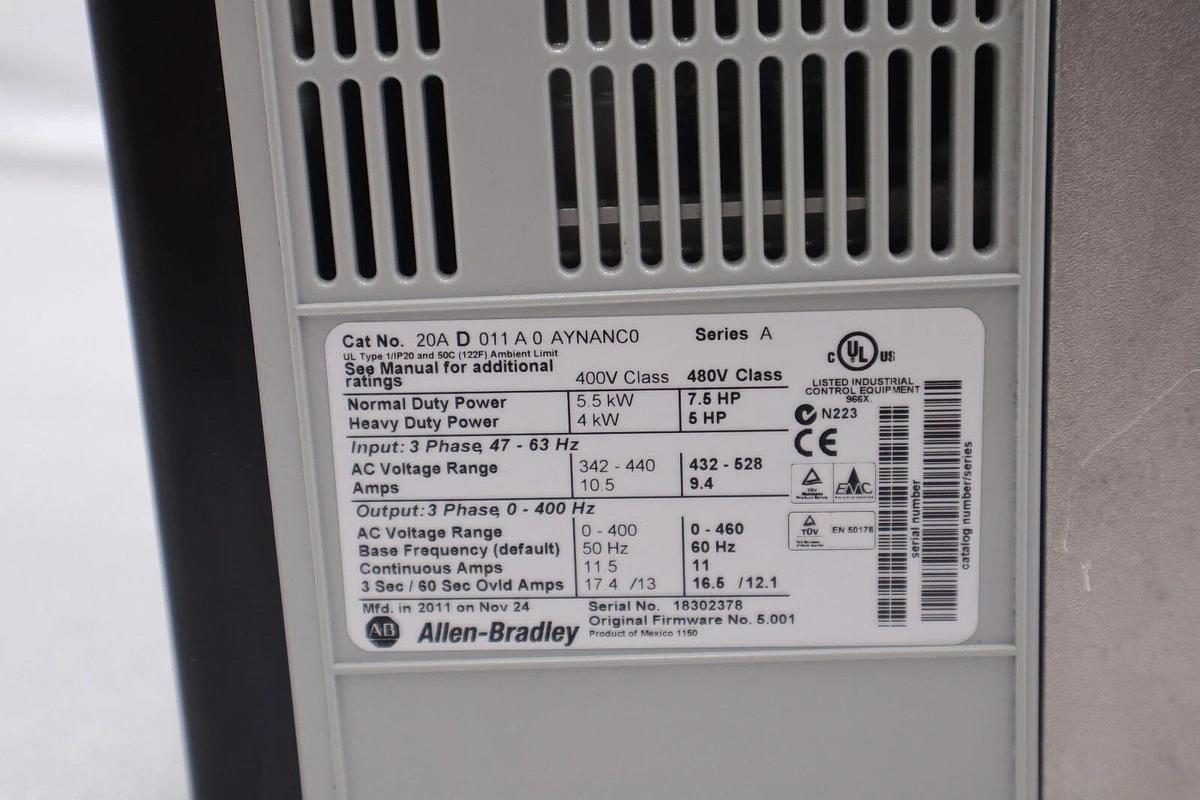 Cat No. 20A D 011 A 0 AYNANC0 Series A
UL Type 1/IP20 and 50C (122F) Ambient Limit
See Manual for additional
ratings
400V Class 480V Class
Normal Duty Power 5.5 kW 7.5 HP
Heavy Duty Power 4 kW 5 HP
Input: 3 Phase, 47 - 63 Hz
AC Voltage Range 342 - 440 432 - 528
Amps 10.5 9.4
Output: 3 Phase, 0 - 400 Hz
AC Voltage Range 0 - 400 0 - 460
Base Frequency (default) 50 Hz 60 Hz
Continuous Amps 11.5 11
3 Sec / 60 Sec Ovld Amps 17.4 /13 16.5 /12.1
Mfd. in 2011 on Nov 24 Serial No. 18302378
Original Firmware No. 5.001
AB Allen-Bradley Product of Mexico 1150
C UL US
LISTED INDUSTRIAL
CONTROL EQUIPMENT
966X
N223
CE
TÜV
EMC
TÜV
EN 50178
serial number
catalog number/series